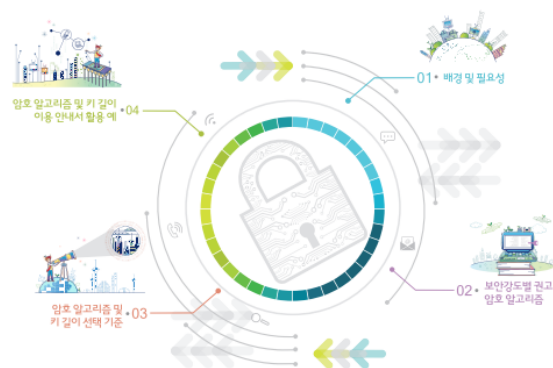 01 배경 및 필요성
02 보안강도별 권고
암호 알고리즘
암호 알고리즘 및
03
키 길이 선택 기준
암호 알고리즘 및 키 길이
04
이용 안내서 활용 예